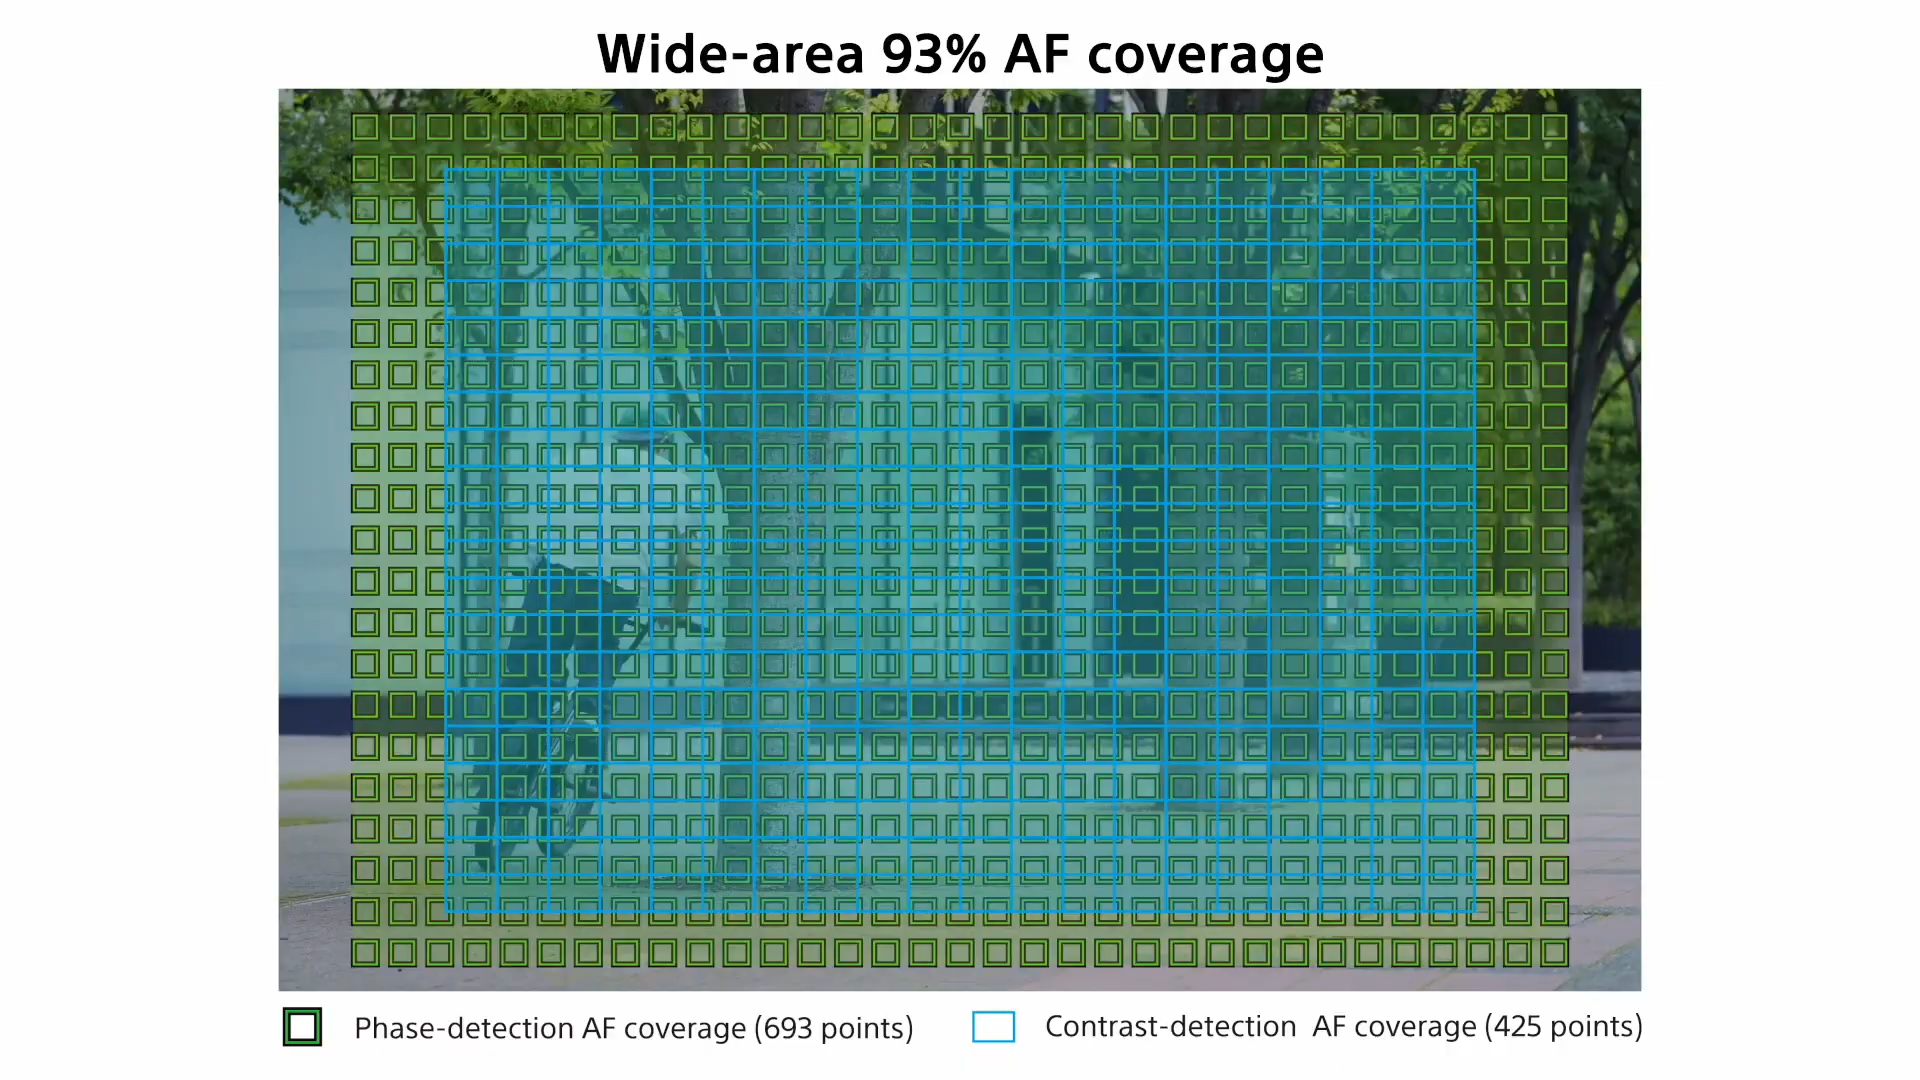 Wide-area 93% AF coverage
Phase-detection AF coverage (693 points)
Contrast-detection AF coverage (425 points)